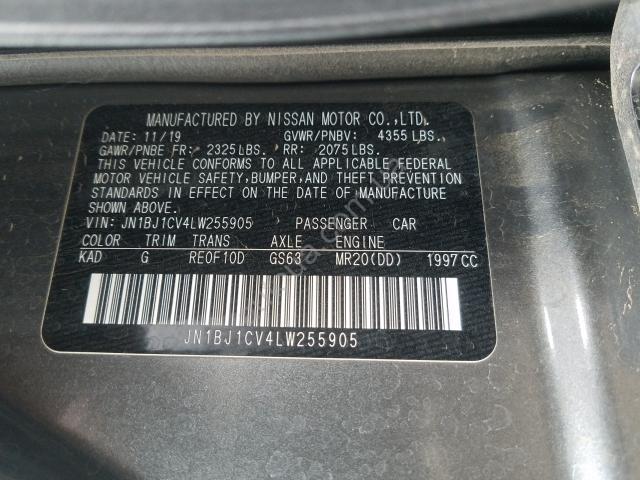 MANUFACTURED BY NISSAN MOTOR CO.,LTD.
DATE: 11/19 GVWR/PNBV: 4355 LBS.
GAWR/PNBE FR: 2325 LBS. RR: 2075 LBS.
THIS VEHICLE CONFORMS TO ALL APPLICABLE FEDERAL
MOTOR VEHICLE SAFETY, BUMPER, AND THEFT PREVENTION
STANDARDS IN EFFECT ON THE DATE OF MANUFACTURE
SHOWN ABOVE.
VIN: JN1BJ1CV4LW255905 PASSENGER CAR
COLOR TRIM TRANS AXLE ENGINE
KAD G RE0F10D GS63 MR20(DD) 1997 CC
JN1BJ1CV4LW255905